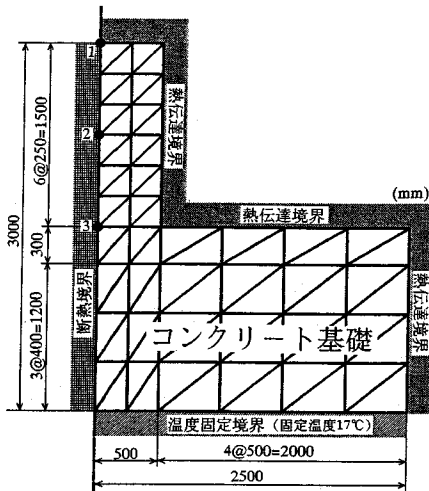 1
2
3
熱伝達境界
熱伝達境界
熱伝達境界
(mm)
6@250=1500
3000
300
3@400=1200
断熱境界
コンクリート基礎
温度固定境界（固定温度17℃）
500
4@500=2000
2500